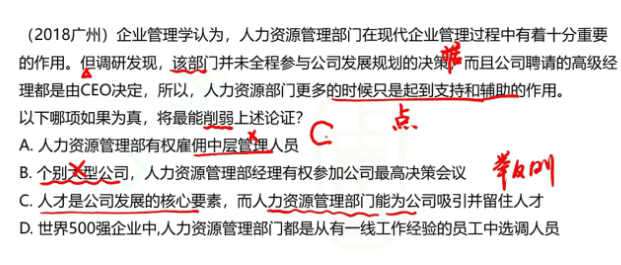 (2018广州)企业管理学认为,人力资源管理部门在现代企业管理过程中有着十分重要
的作用。但调研发现,该部门并未全程参与公司发展规划的决策,而且公司聘请的高级经
理都是由CEO决定,所以,人力资源部门更多的时候只是起到支持和辅助的作用。
据
点
以下哪项如果为真,将最能削弱上述论证?
C
A. 人力资源管理部有权雇佣中层管理人员
B. 个别大型公司,人力资源管理部经理有权参加公司最高决策会议
举反例
C. 人才是公司发展的核心要素,而人力资源管理部门能为公司吸引并留住人才
D. 世界500强企业中,人力资源管理部门都是从有一线工作经验的员工中选调人员